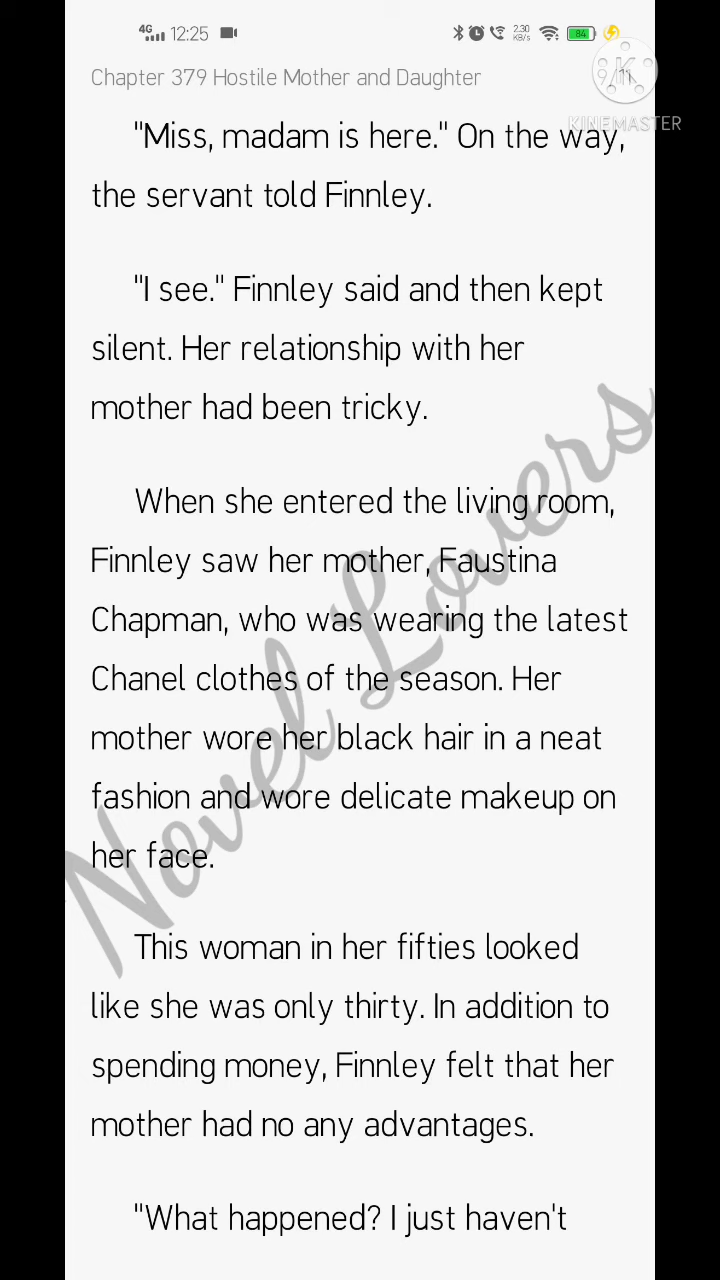 4G 12:25 2.30 KB/s 84
Chapter 379 Hostile Mother and Daughter
K
KINEMASTER
"Miss, madam is here." On the way,
the servant told Finnley.
"I see." Finnley said and then kept
silent. Her relationship with her
mother had been tricky.
When she entered the living room,
Finnley saw her mother, Faustina
Chapman, who was wearing the latest
Chanel clothes of the season. Her
mother wore her black hair in a neat
fashion and wore delicate makeup on
her face.
This woman in her fifties looked
like she was only thirty. In addition to
spending money, Finnley felt that her
mother had no any advantages.
"What happened? I just haven't
Novel Lovers